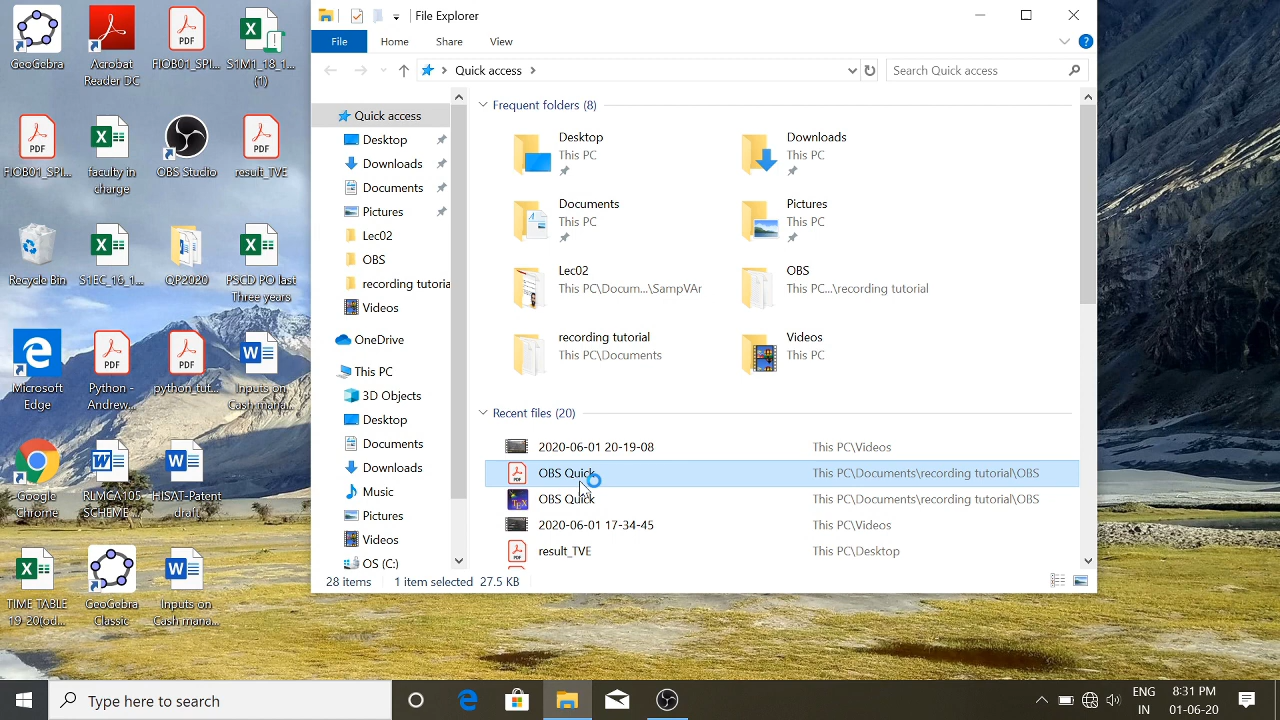 GeoGebra
Acrobat
Reader DC
FIOB01_SPI...
S1M1_18_1...
(1)
FIOB01_SPI...
faculty in
charge
OBS Studio
result_TVE
Recycle Bin
S1EC_16_1...
QP2020
PSCD PO last
Three years
Microsoft
Edge
Python -
Andrew...
python_tut...
Inputs on
Cash mana...
Google
Chrome
RLMCA105
SCHEME ...
HISAT-Patent
draft
TIME TABLE
19-20(od...
GeoGebra
Classic
Inputs on
Cash mana...
File Explorer
File
Home
Share
View
Quick access
Search Quick access
Quick access
Desktop
Downloads
Documents
Pictures
Lec02
OBS
recording tutoria
Videos
OneDrive
This PC
3D Objects
Desktop
Documents
Downloads
Music
Pictures
Videos
OS (C:)
Frequent folders (8)
Desktop
This PC
Downloads
This PC
Documents
This PC
Pictures
This PC
Lec02
This PC\Docum...\SampVAr
OBS
This PC...\recording tutorial
recording tutorial
This PC\Documents
Videos
This PC
Recent files (20)
2020-06-01 20-19-08 This PC\Videos
OBS Quick This PC\Documents\recording tutorial\OBS
OBS Quick This PC\Documents\recording tutorial\OBS
2020-06-01 17-34-45 This PC\Videos
result_TVE This PC\Desktop
28 items 1 item selected 27.5 KB
Type here to search
ENG
IN
8:31 PM
01-06-20